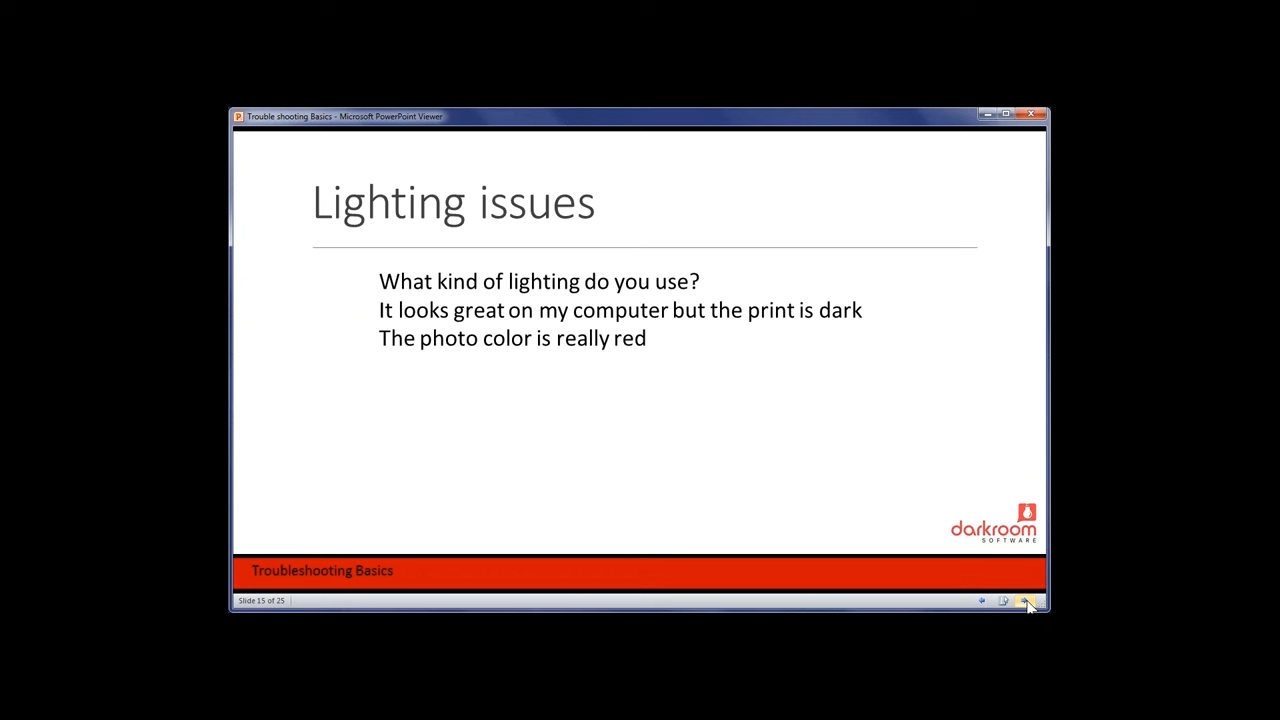 Trouble shooting Basics - Microsoft PowerPoint Viewer
Lighting issues
What kind of lighting do you use?
It looks great on my computer but the print is dark
The photo color is really red
darkroom
SOFTWARE
Troubleshooting Basics
Slide 15 of 25